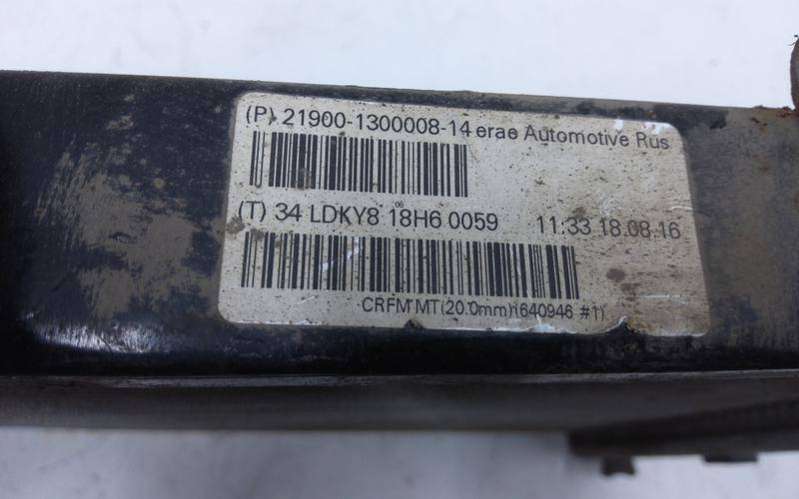 (P) 21900-1300008-14 erae Automotive Rus
(T) 34 LDKY8 18H6 0059 11:33 18.08.16
CRFM MT(20.0mm)(640946 #1)